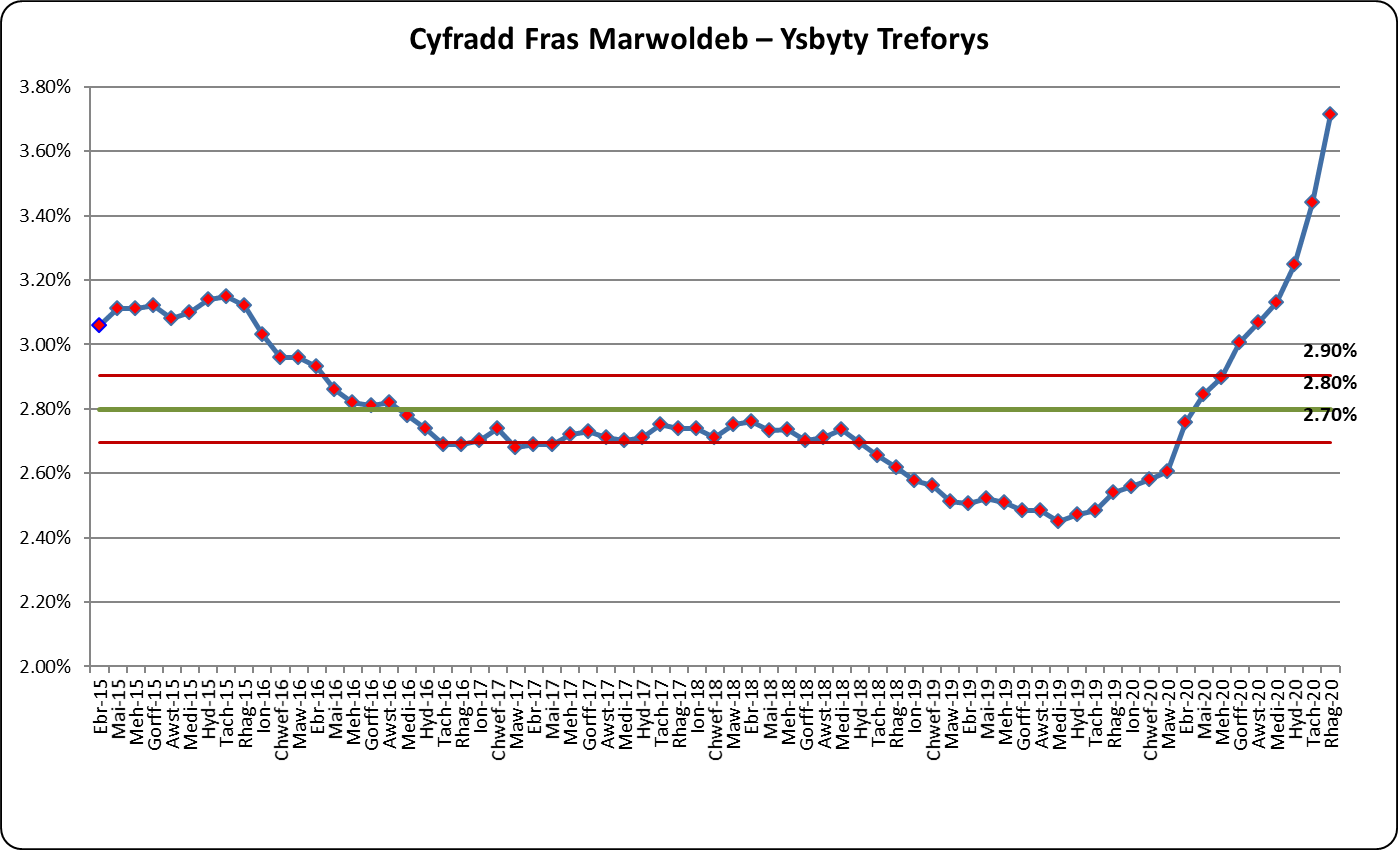 Cyfradd Fras Marwoldeb – Ysbyty Treforys
3.80%
3.60%
3.40%
3.20%
3.00%
2.80%
2.60%
2.40%
2.20%
2.00%
2.90%
2.80%
2.70%
Ebr-15
Mai-15
Meh-15
Gorff-15
Awst-15
Medi-15
Hyd-15
Tach-15
Rhag-15
Ion-16
Chwef-16
Maw-16
Ebr-16
Mai-16
Meh-16
Gorff-16
Awst-16
Medi-16
Hyd-16
Tach-16
Rhag-16
Ion-17
Chwef-17
Maw-17
Ebr-17
Mai-17
Meh-17
Gorff-17
Awst-17
Medi-17
Hyd-17
Tach-17
Rhag-17
Ion-18
Chwef-18
Maw-18
Ebr-18
Mai-18
Meh-18
Gorff-18
Awst-18
Medi-18
Hyd-18
Tach-18
Rhag-18
Ion-19
Chwef-19
Maw-19
Ebr-19
Mai-19
Meh-19
Gorff-19
Awst-19
Medi-19
Hyd-19
Tach-19
Rhag-19
Ion-20
Chwef-20
Maw-20
Ebr-20
Mai-20
Meh-20
Gorff-20
Awst-20
Medi-20
Hyd-20
Tach-20
Rhag-20